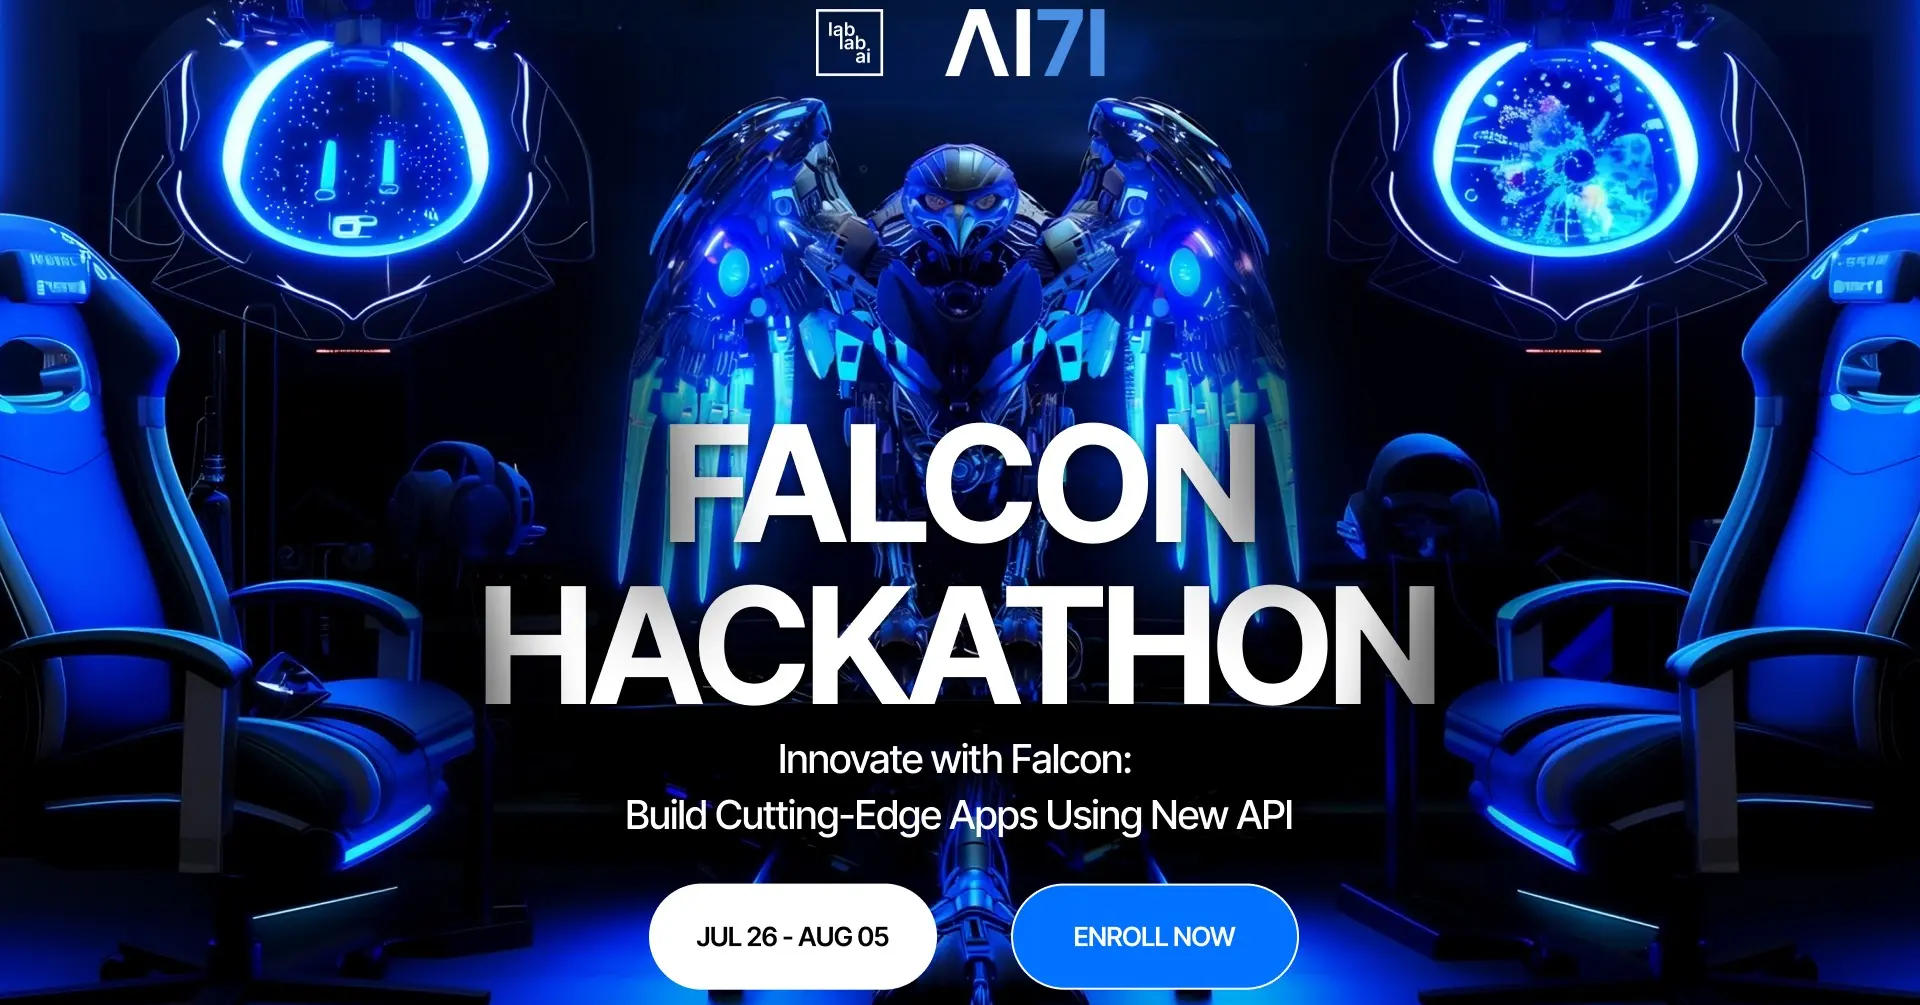 lab
lab
ai
AI71
FALCON
HACKATHON
Innovate with Falcon:
Build Cutting-Edge Apps Using New API
JUL 26 - AUG 05
ENROLL NOW